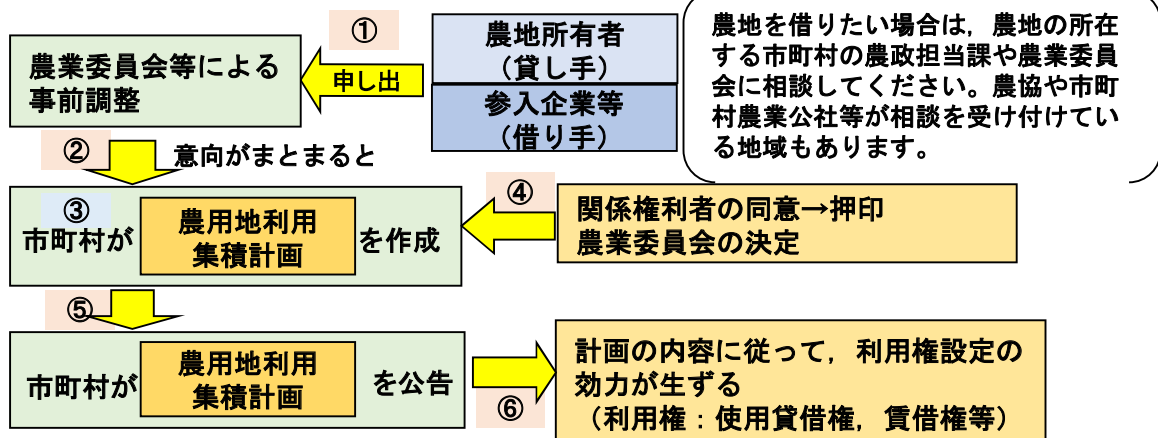 ①
農地所有者
（貸し手）
参入企業等
（借り手）
申し出
農業委員会等による
事前調整
農地を借りたい場合は，農地の所在
する市町村の農政担当課や農業委員
会に相談してください。農協や市町
村農業公社等が相談を受け付けてい
る地域もあります。
②
意向がまとまると
③
市町村が
農用地利用
集積計画
を作成
④
関係権利者の同意→押印
農業委員会の決定
⑤
市町村が
農用地利用
集積計画
を公告
⑥
計画の内容に従って，利用権設定の
効力が生ずる
（利用権：使用貸借権，賃借権等）